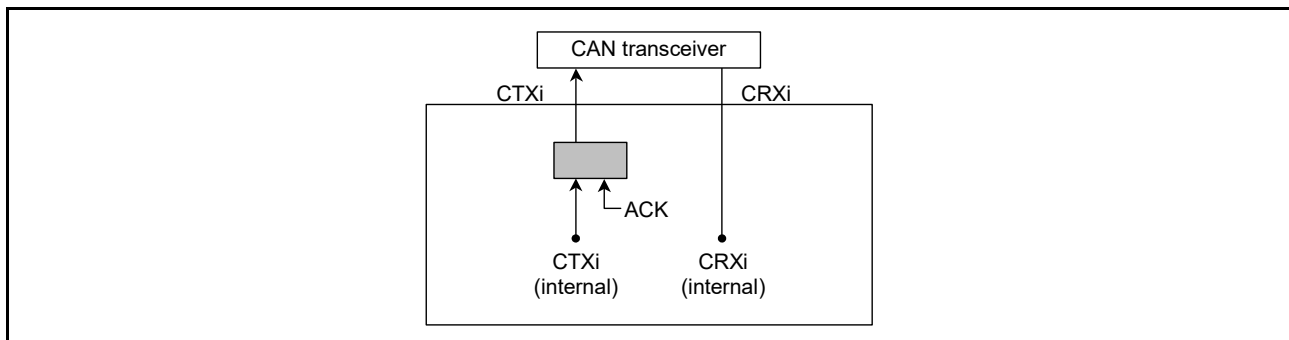 CAN transceiver
CTXi
CRXi
ACK
CTXi
(internal)
CRXi
(internal)